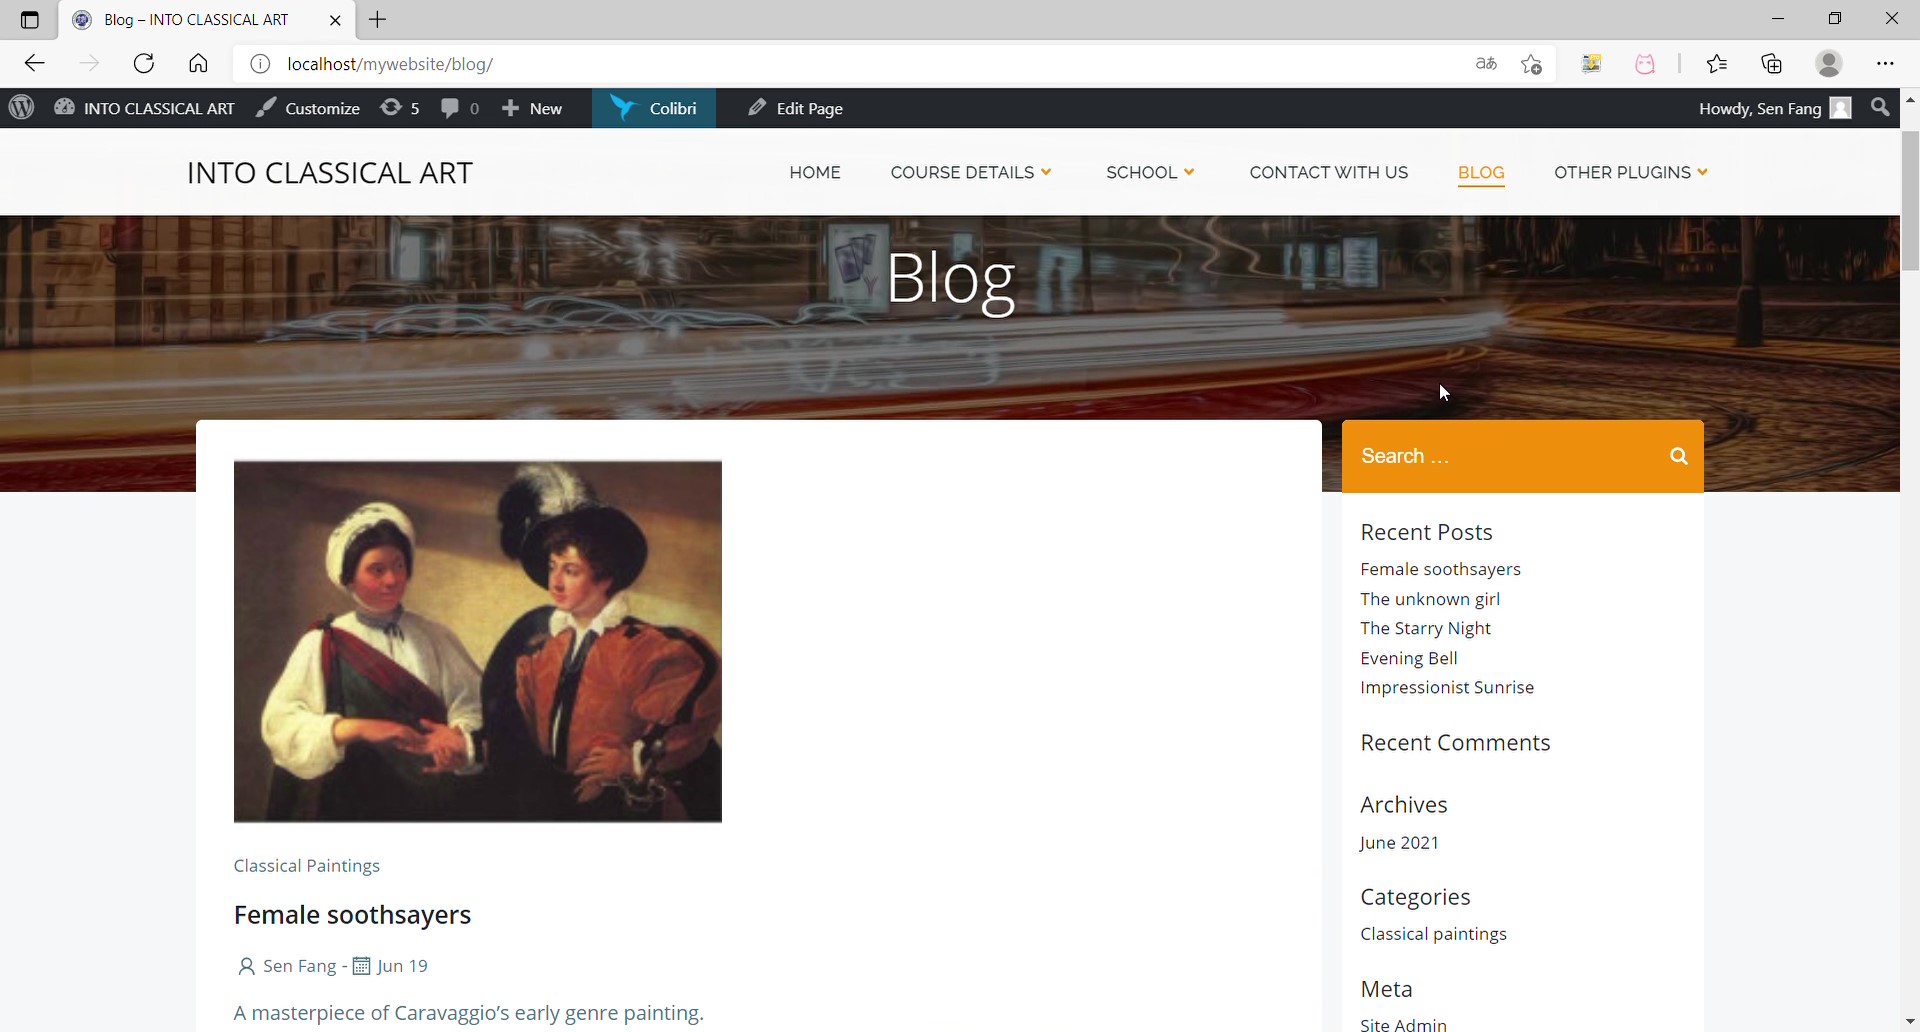 Blog – INTO CLASSICAL ART
localhost/mywebsite/blog/
aあ
INTO CLASSICAL ART Customize 5 0 New Colibri Edit Page Howdy, Sen Fang
INTO CLASSICAL ART
HOME COURSE DETAILS SCHOOL CONTACT WITH US BLOG OTHER PLUGINS
Blog
Search ...
Recent Posts
Female soothsayers
The unknown girl
The Starry Night
Evening Bell
Impressionist Sunrise
Recent Comments
Archives
June 2021
Categories
Classical paintings
Meta
Site Admin
Classical Paintings
Female soothsayers
Sen Fang - Jun 19
A masterpiece of Caravaggio’s early genre painting.